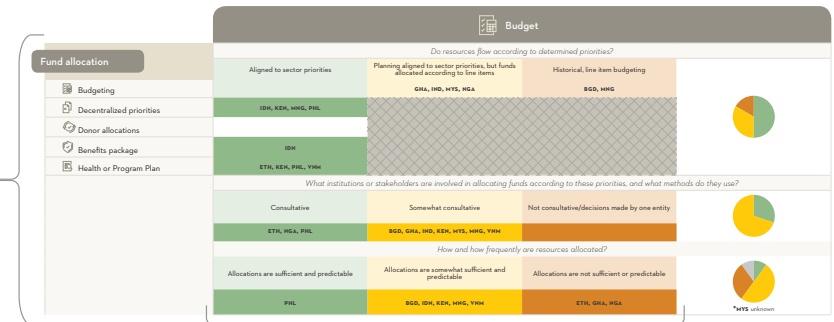 Budget
Do resources flow according to determined priorities?
Fund allocation
Aligned to sector priorities
Planning aligned to sector priorities, but funds
allocated according to line items
Historical, line item budgeting
Budgeting
GHA, IND, MYS, NGA
BGD, MNG
Decentralized priorities
IDN, KEN, MNG, PHL
Donor allocations
Benefits package
IDN
Health or Program Plan
ETH, KEN, PHL, VNM
What institutions or stakeholders are involved in allocating funds according to these priorities, and what methods do they use?
Consultative
Somewhat consultative
Not consultative/decisions made by one entity
ETH, NGA, PHL
BGD, GHA, IND, KEN, MYS, MNG, VNM
How and how frequently are resources allocated?
Allocations are sufficient and predictable
Allocations are somewhat sufficient and
predictable
Allocations are not sufficient or predictable
PHL
BGD, IDN, KEN, MNG, VNM
ETH, GHA, NGA
*MYS unknown